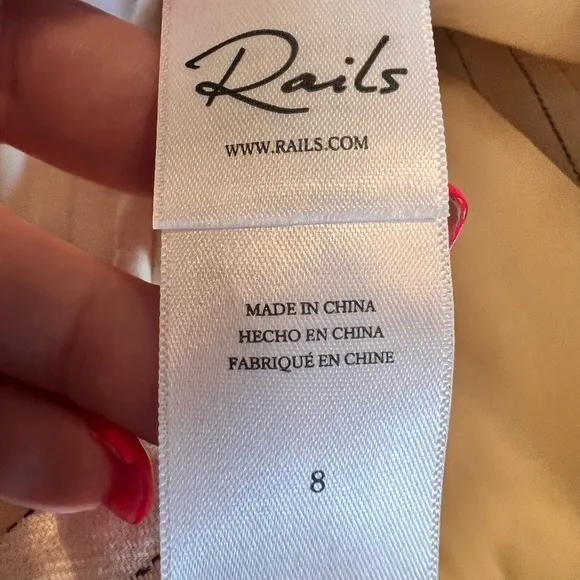 Rails
WWW.RAILS.COM
MADE IN CHINA
HECHO EN CHINA
FABRIQUÉ EN CHINE
8